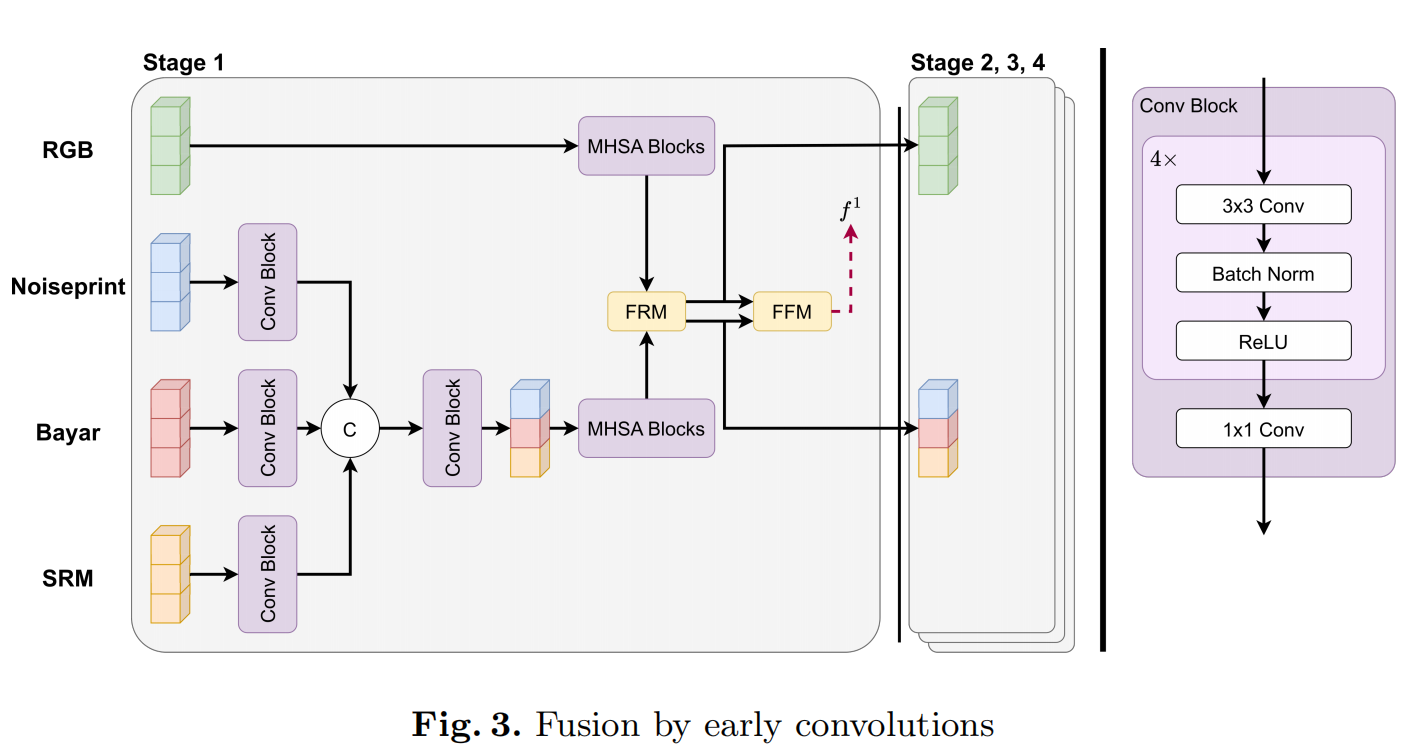 Stage 1
Stage 2, 3, 4
RGB
MHSA Blocks
f¹
Noiseprint
Conv Block
FRM
FFM
Bayar
Conv Block
C
Conv Block
MHSA Blocks
SRM
Conv Block
Conv Block
4×
3x3 Conv
Batch Norm
ReLU
1x1 Conv
Fig. 3. Fusion by early convolutions